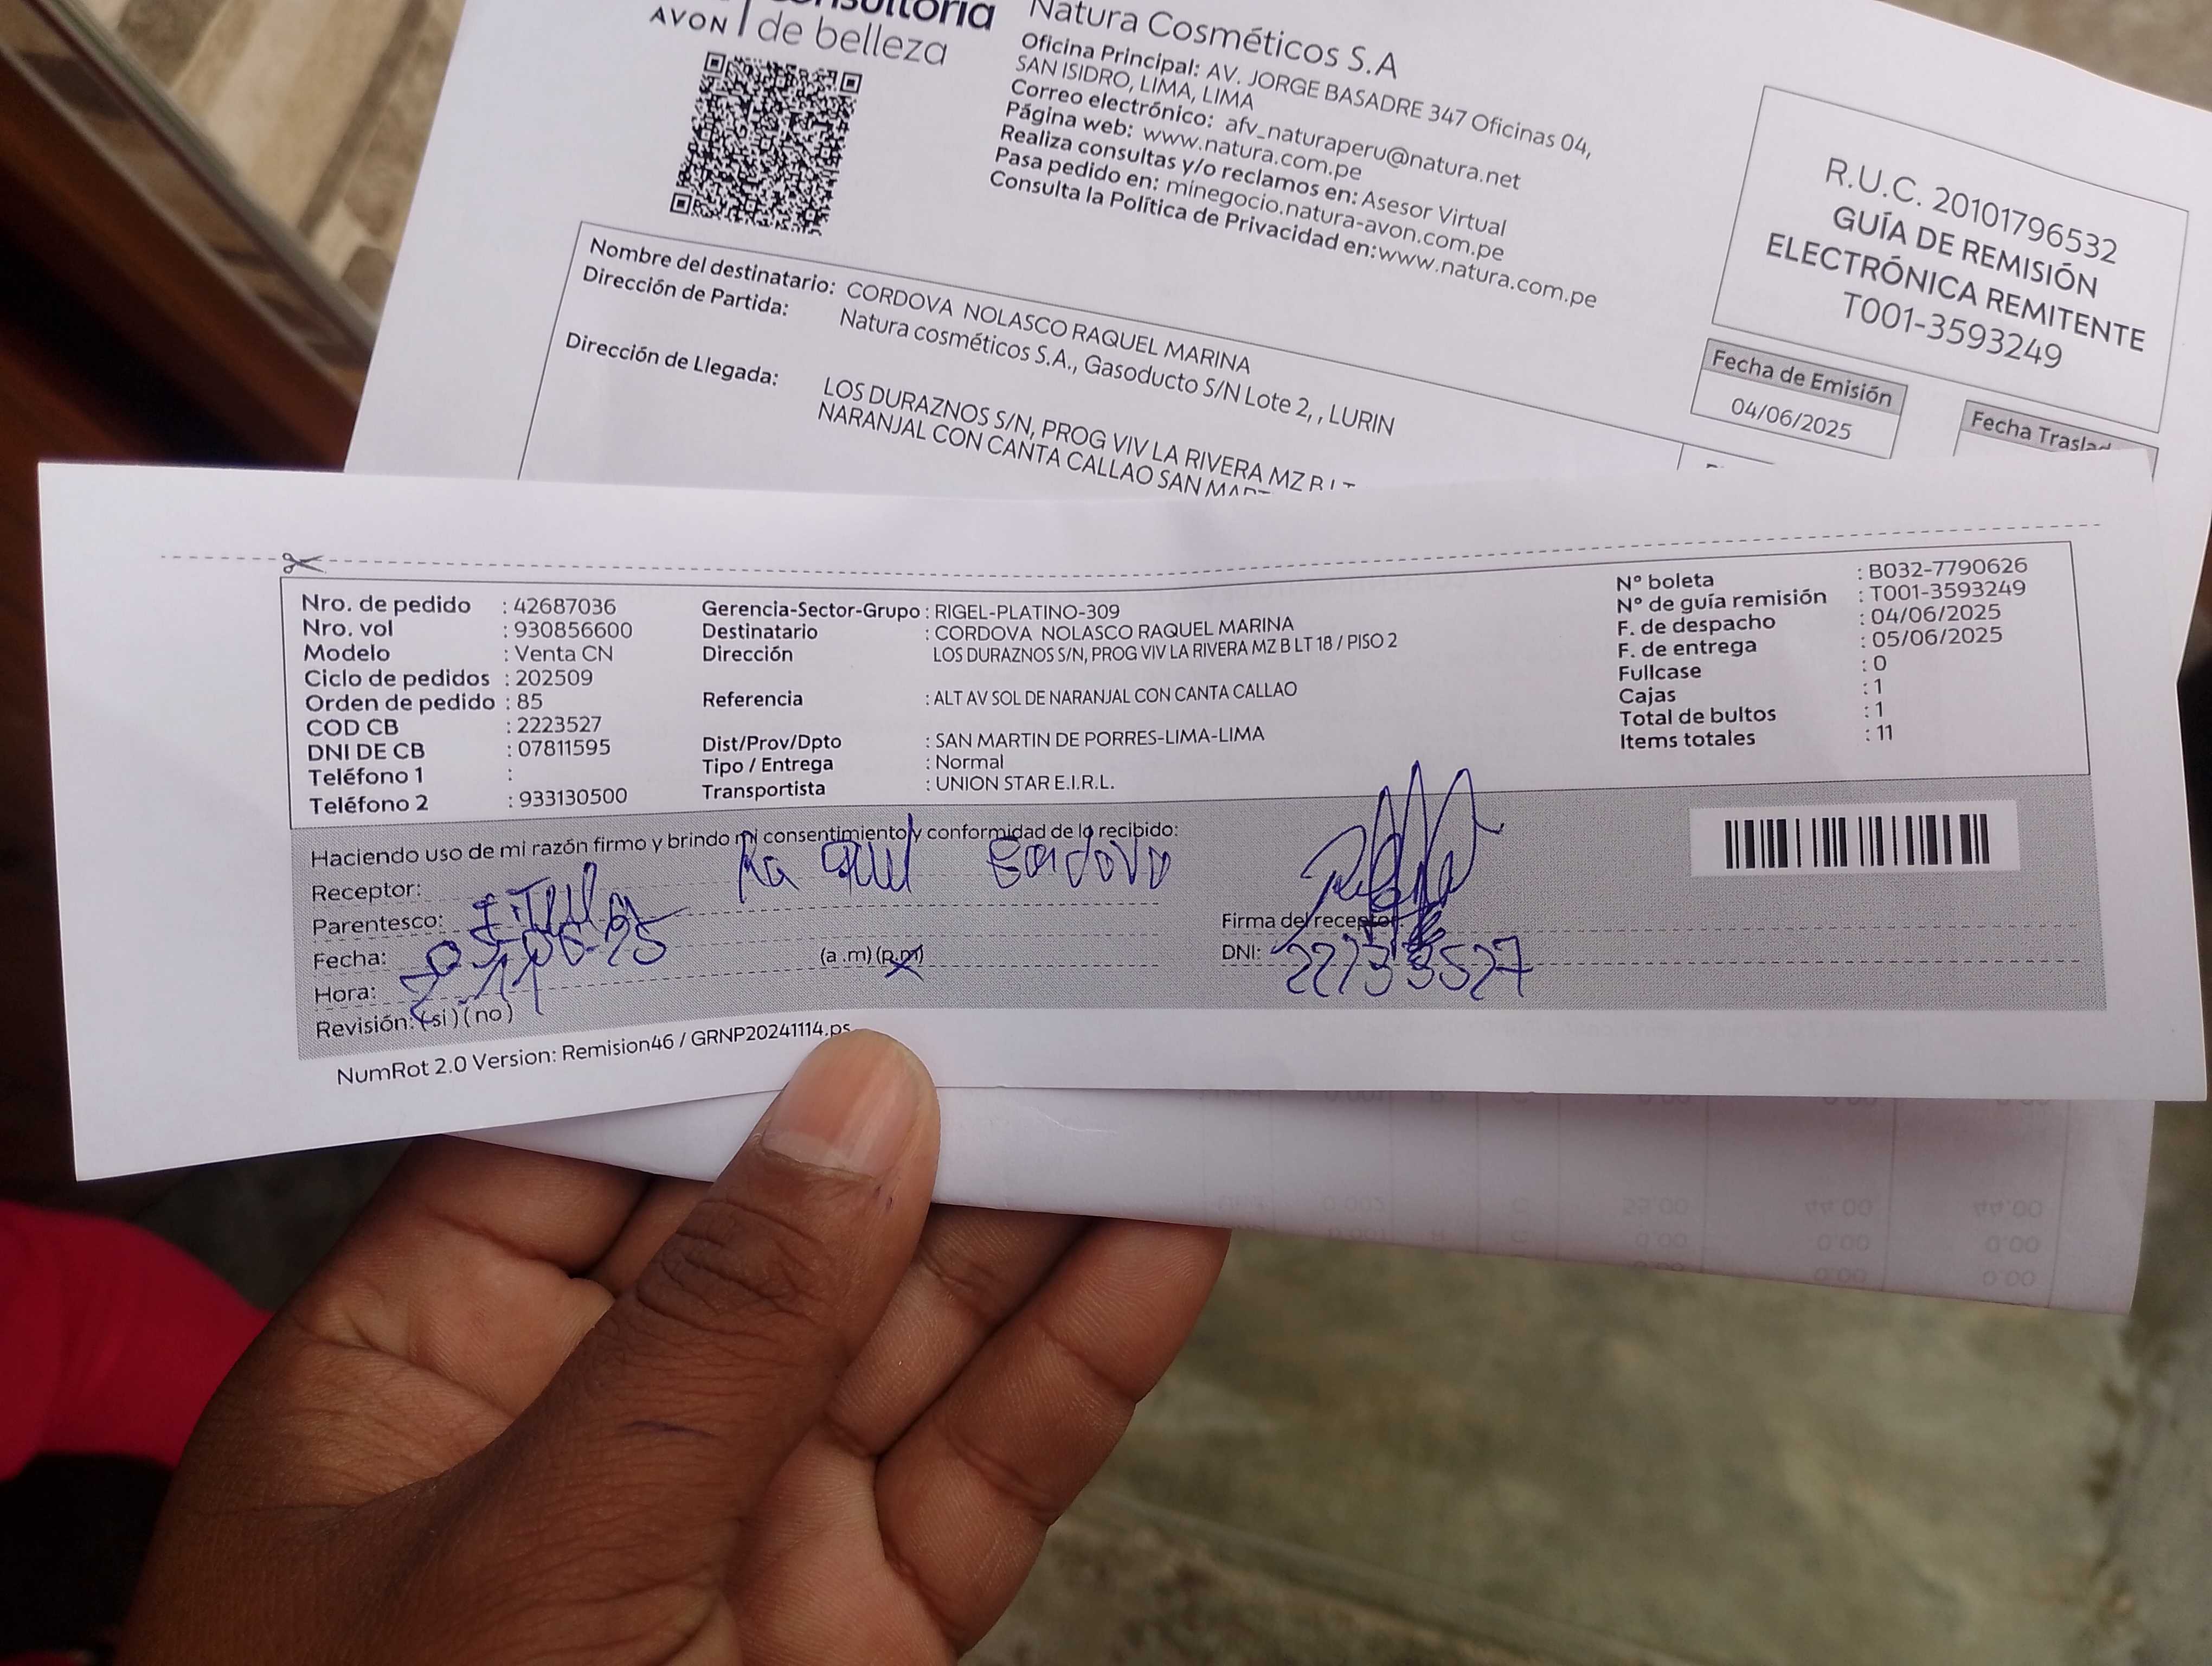 AVON de belleza
Natura Cosméticos S.A
Oficina Principal: AV. JORGE BASADRE 347 Oficinas 04,
SAN ISIDRO, LIMA, LIMA
Correo electrónico: afv_naturaperu@natura.net
Página web: www.natura.com.pe
Realiza consultas y/o reclamos en: Asesor Virtual
Pasa pedido en: minegocio.natura-avon.com.pe
Consulta la Política de Privacidad en:www.natura.com.pe
R.U.C. 20101796532
GUÍA DE REMISIÓN
ELECTRÓNICA REMITENTE
T001-3593249
Fecha de Emisión
04/06/2025
Fecha
Nombre del destinatario: CORDOVA NOLASCO RAQUEL MARINA
Dirección de Partida: Natura cosméticos S.A., Gasoducto S/N Lote 2, , LURIN
Dirección de Llegada: LOS DURAZNOS S/N, PROG VIV LA RIVERA MZ B
NARANJAL CON CANTA CALLAO SAN
Nro. de pedido : 42687036
Nro. vol : 930856600
Modelo : Venta CN
Ciclo de pedidos : 202509
Orden de pedido : 85
COD CB : 2223527
DNI DE CB : 07811595
Teléfono 1 :
Teléfono 2 : 933130500
Gerencia-Sector-Grupo : RIGEL-PLATINO-309
Destinatario : CORDOVA NOLASCO RAQUEL MARINA
Dirección LOS DURAZNOS S/N, PROG VIV LA RIVERA MZ B LT 18 / PISO 2
Referencia : ALT AV SOL DE NARANJAL CON CANTA CALLAO
Dist/Prov/Dpto : SAN MARTIN DE PORRES-LIMA-LIMA
Tipo / Entrega : Normal
Transportista : UNION STAR E.I.R.L.
N° boleta : B032-7790626
N° de guía remisión : T001-3593249
F. de despacho : 04/06/2025
F. de entrega : 05/06/2025
Fullcase : 0
Cajas : 1
Total de bultos : 1
Items totales : 11
Haciendo uso de mi razón firmo y brindo mi consentimiento y conformidad de lo recibido:
Receptor: Raquel Cordova
Parentesco:
Fecha: 05-06-25
Hora: (a .m) (p.m)
Revisión: (si) (no)
Firma del receptor:
DNI:
NumRot 2.0 Version: Remision46 / GRNP20241114.ps